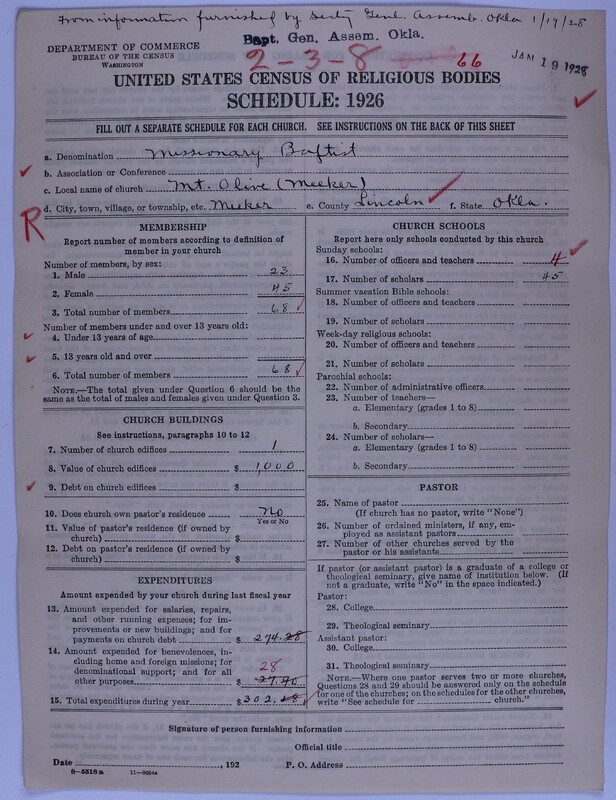 From information furnished by Secty Genl. Assemb. Okla 1/19/28
Bapt. Gen. Assem. Okla.
DEPARTMENT OF COMMERCE
BUREAU OF THE CENSUS
WASHINGTON
2-3-8
66
JAN 19 1928
UNITED STATES CENSUS OF RELIGIOUS BODIES
SCHEDULE: 1926
FILL OUT A SEPARATE SCHEDULE FOR EACH CHURCH. SEE INSTRUCTIONS ON THE BACK OF THIS SHEET
a. Denomination Missionary Baptist
b. Association or Conference
c. Local name of church Mt. Olive (Meeker)
R
d. City, town, village, or township, etc. Meeker e. County Lincoln f. State Okla.
MEMBERSHIP
Report number of members according to definition of
member in your church
Number of members, by sex:
1. Male 23
2. Female 45
3. Total number of members 68
Number of members under and over 13 years old:
4. Under 13 years of age
5. 13 years old and over
6. Total number of members 68
NOTE.—The total given under Question 6 should be
same as the total of males and females given under Question 3.
CHURCH BUILDINGS
See instructions, paragraphs 10 to 12
7. Number of church edifices 1
8. Value of church edifices $ 1,000
9. Debt on church edifices $
10. Does church own pastor's residence No
Yes or No
11. Value of pastor's residence (if owned by
church) $
12. Debt on pastor's residence (if owned by
church) $
EXPENDITURES
Amount expended by your church during last fiscal year
13. Amount expended for salaries, repairs,
and other running expenses; for im-
provements or new buildings; and for
payments on church debt $ 274.28
14. Amount expended for benevolences, in-
cluding home and foreign missions; for
denominational support; and for all
other purposes $ 27.90
28
15. Total expenditures during year $ 302.18
CHURCH SCHOOLS
Report here only schools conducted by this church
Sunday schools:
16. Number of officers and teachers 4
17. Number of scholars 45
Summer vacation Bible schools:
18. Number of officers and teachers
19. Number of scholars
Week-day religious schools:
20. Number of officers and teachers
21. Number of scholars
Parochial schools:
22. Number of administrative officers
23. Number of teachers—
a. Elementary (grades 1 to 8)
b. Secondary
24. Number of scholars—
a. Elementary (grades 1 to 8)
b. Secondary
PASTOR
25. Name of pastor
(If church has no pastor, write "None")
26. Number of ordained ministers, if any, em-
ployed as assistant pastors
27. Number of other churches served by the
pastor or his assistants
If pastor (or assistant pastor) is a graduate of a college or
theological seminary, give name of institution below. (If
not a graduate, write "No" in the space indicated.)
Pastor:
28. College
29. Theological seminary
Assistant pastor:
30. College
31. Theological seminary
NOTE.—Where one pastor serves two or more churches,
Questions 28 and 29 should be answered only on the schedule
for one of the churches; on the schedules for the other churches,
write "See schedule for church."
Signature of person furnishing information
Official title
Date , 192 P. O. Address
8—5518 a 11—9054a